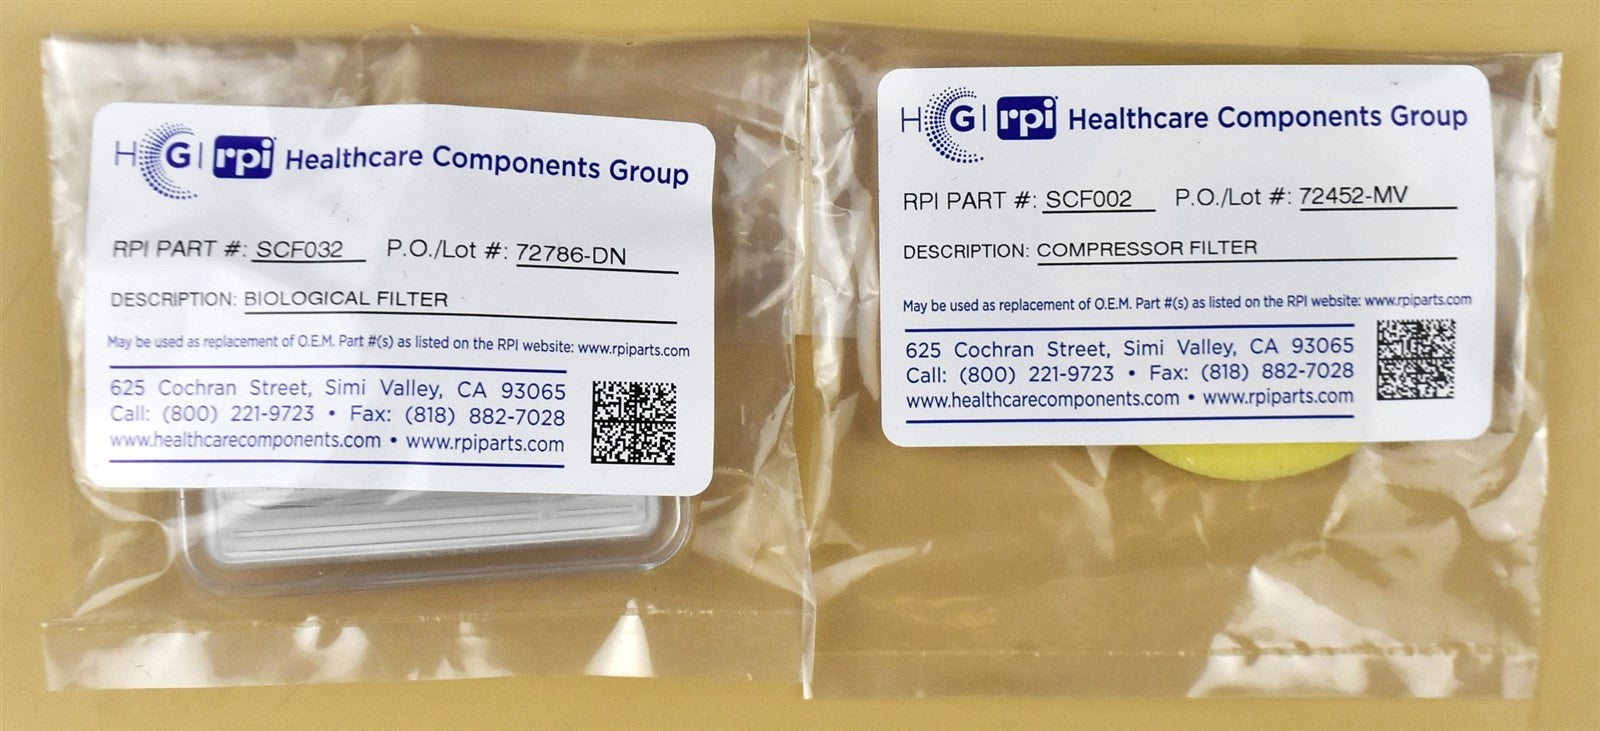 HCG | rpi Healthcare Components Group
RPI PART #: SCF032 P.O./Lot #: 72786-DN
DESCRIPTION: BIOLOGICAL FILTER
May be used as replacement of O.E.M. Part #(s) as listed on the RPI website: www.rpiparts.com
625 Cochran Street, Simi Valley, CA 93065
Call: (800) 221-9723 • Fax: (818) 882-7028
www.healthcarecomponents.com • www.rpiparts.com
HCG | rpi Healthcare Components Group
RPI PART #: SCF002 P.O./Lot #: 72452-MV
DESCRIPTION: COMPRESSOR FILTER
May be used as replacement of O.E.M. Part #(s) as listed on the RPI website: www.rpiparts.com
625 Cochran Street, Simi Valley, CA 93065
Call: (800) 221-9723 • Fax: (818) 882-7028
www.healthcarecomponents.com • www.rpiparts.com